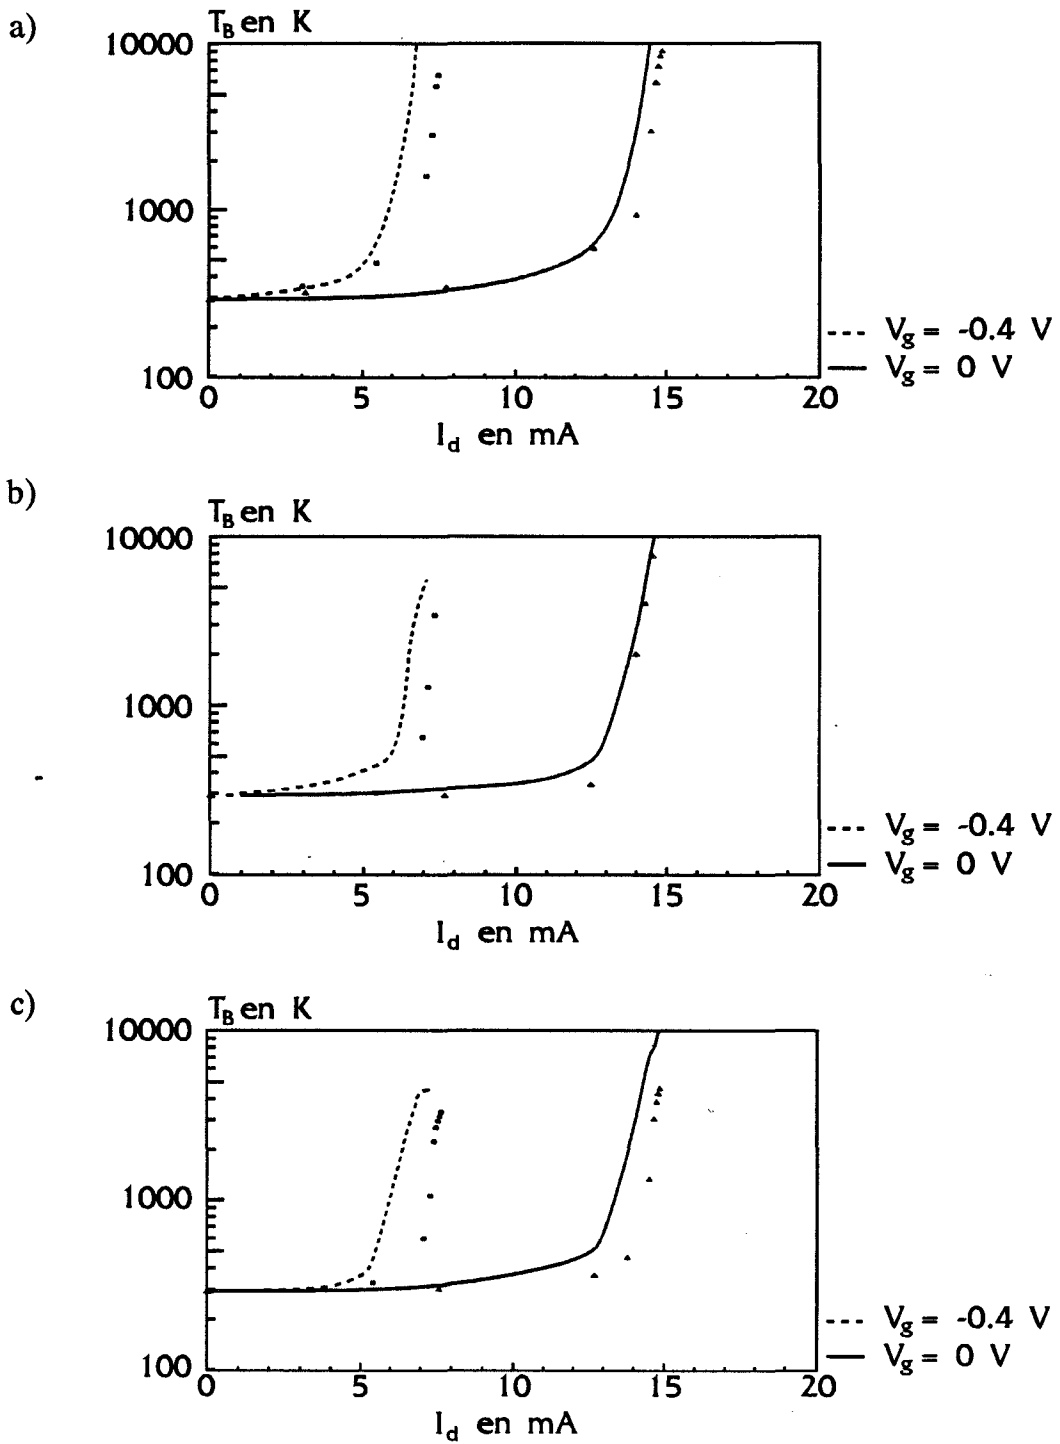 a)
T_B en K
10000
1000
100
0 5 10 15 20
I_d en mA
V_g = -0.4 V
V_g = 0 V
b)
T_B en K
10000
1000
100
0 5 10 15 20
I_d en mA
V_g = -0.4 V
V_g = 0 V
c)
T_B en K
10000
1000
100
0 5 10 15 20
I_d en mA
V_g = -0.4 V
V_g = 0 V